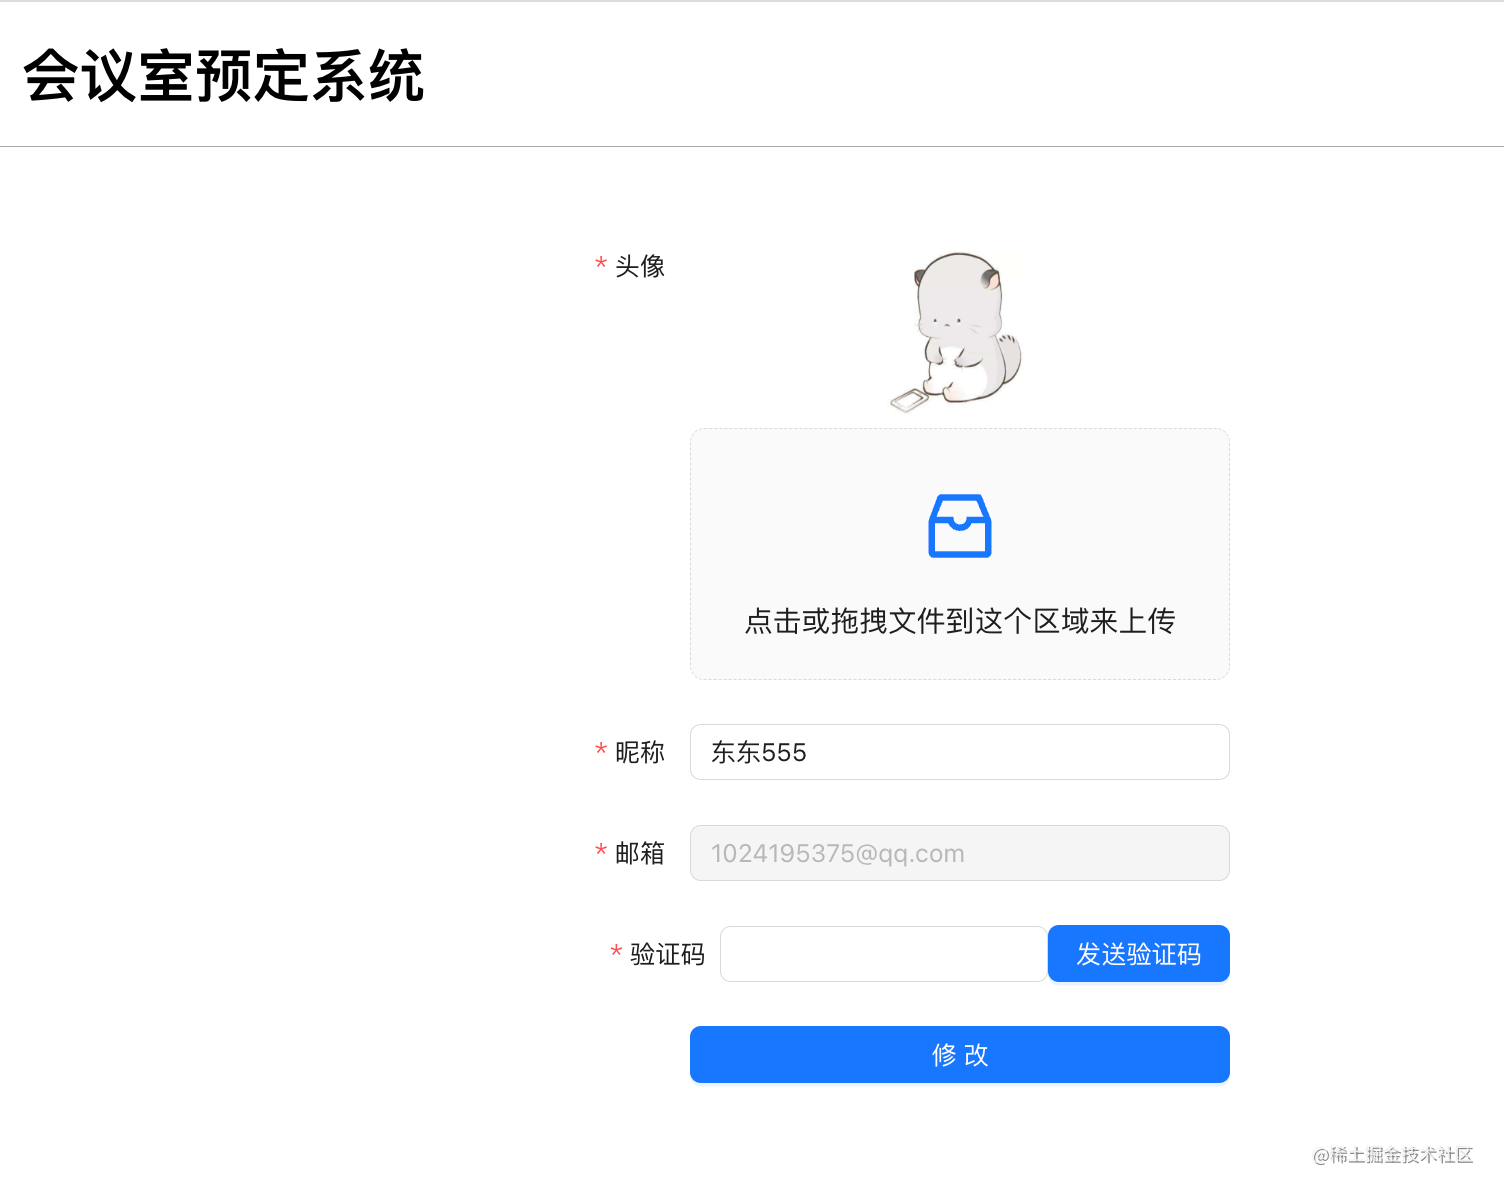 会议室预定系统
* 头像
点击或拖拽文件到这个区域来上传
* 昵称 东东555
* 邮箱 1024195375@qq.com
* 验证码 发送验证码
修 改
@稀土掘金技术社区